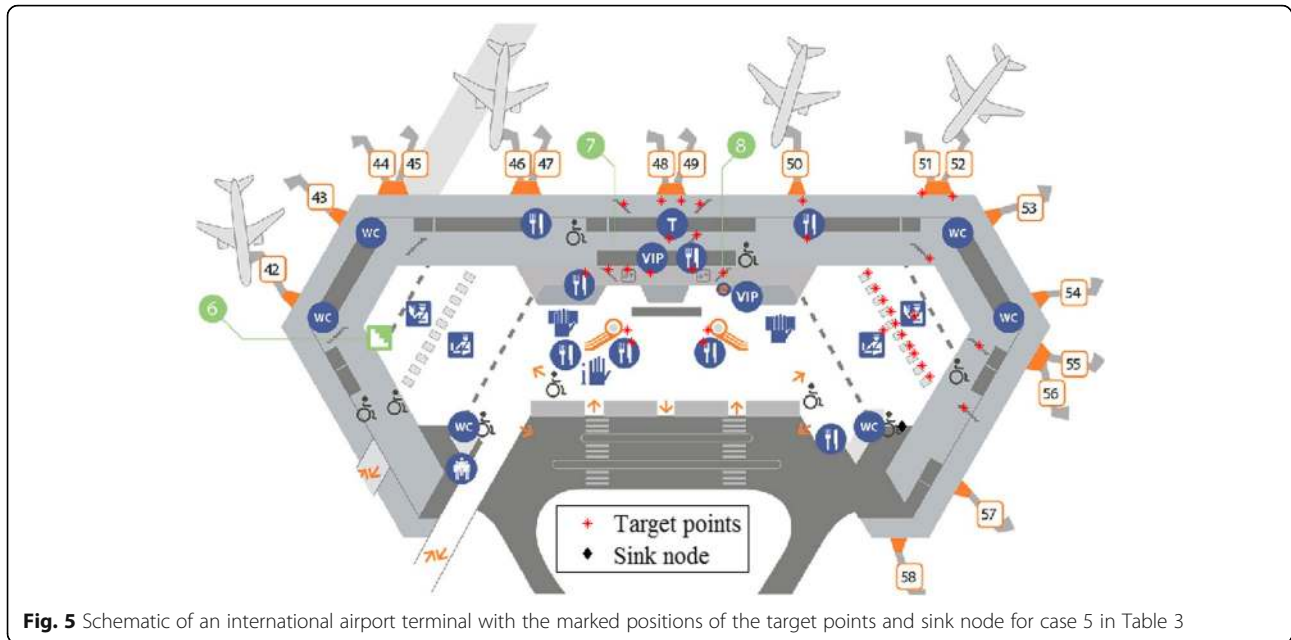 44 45 46 47 7 48 49 8 50 51 52
43 53
WC T WC
VIP
42 VIP 54
6 WC WC
55
i 56
WC WC
57
Target points
Sink node
58
Fig. 5 Schematic of an international airport terminal with the marked positions of the target points and sink node for case 5 in Table 3